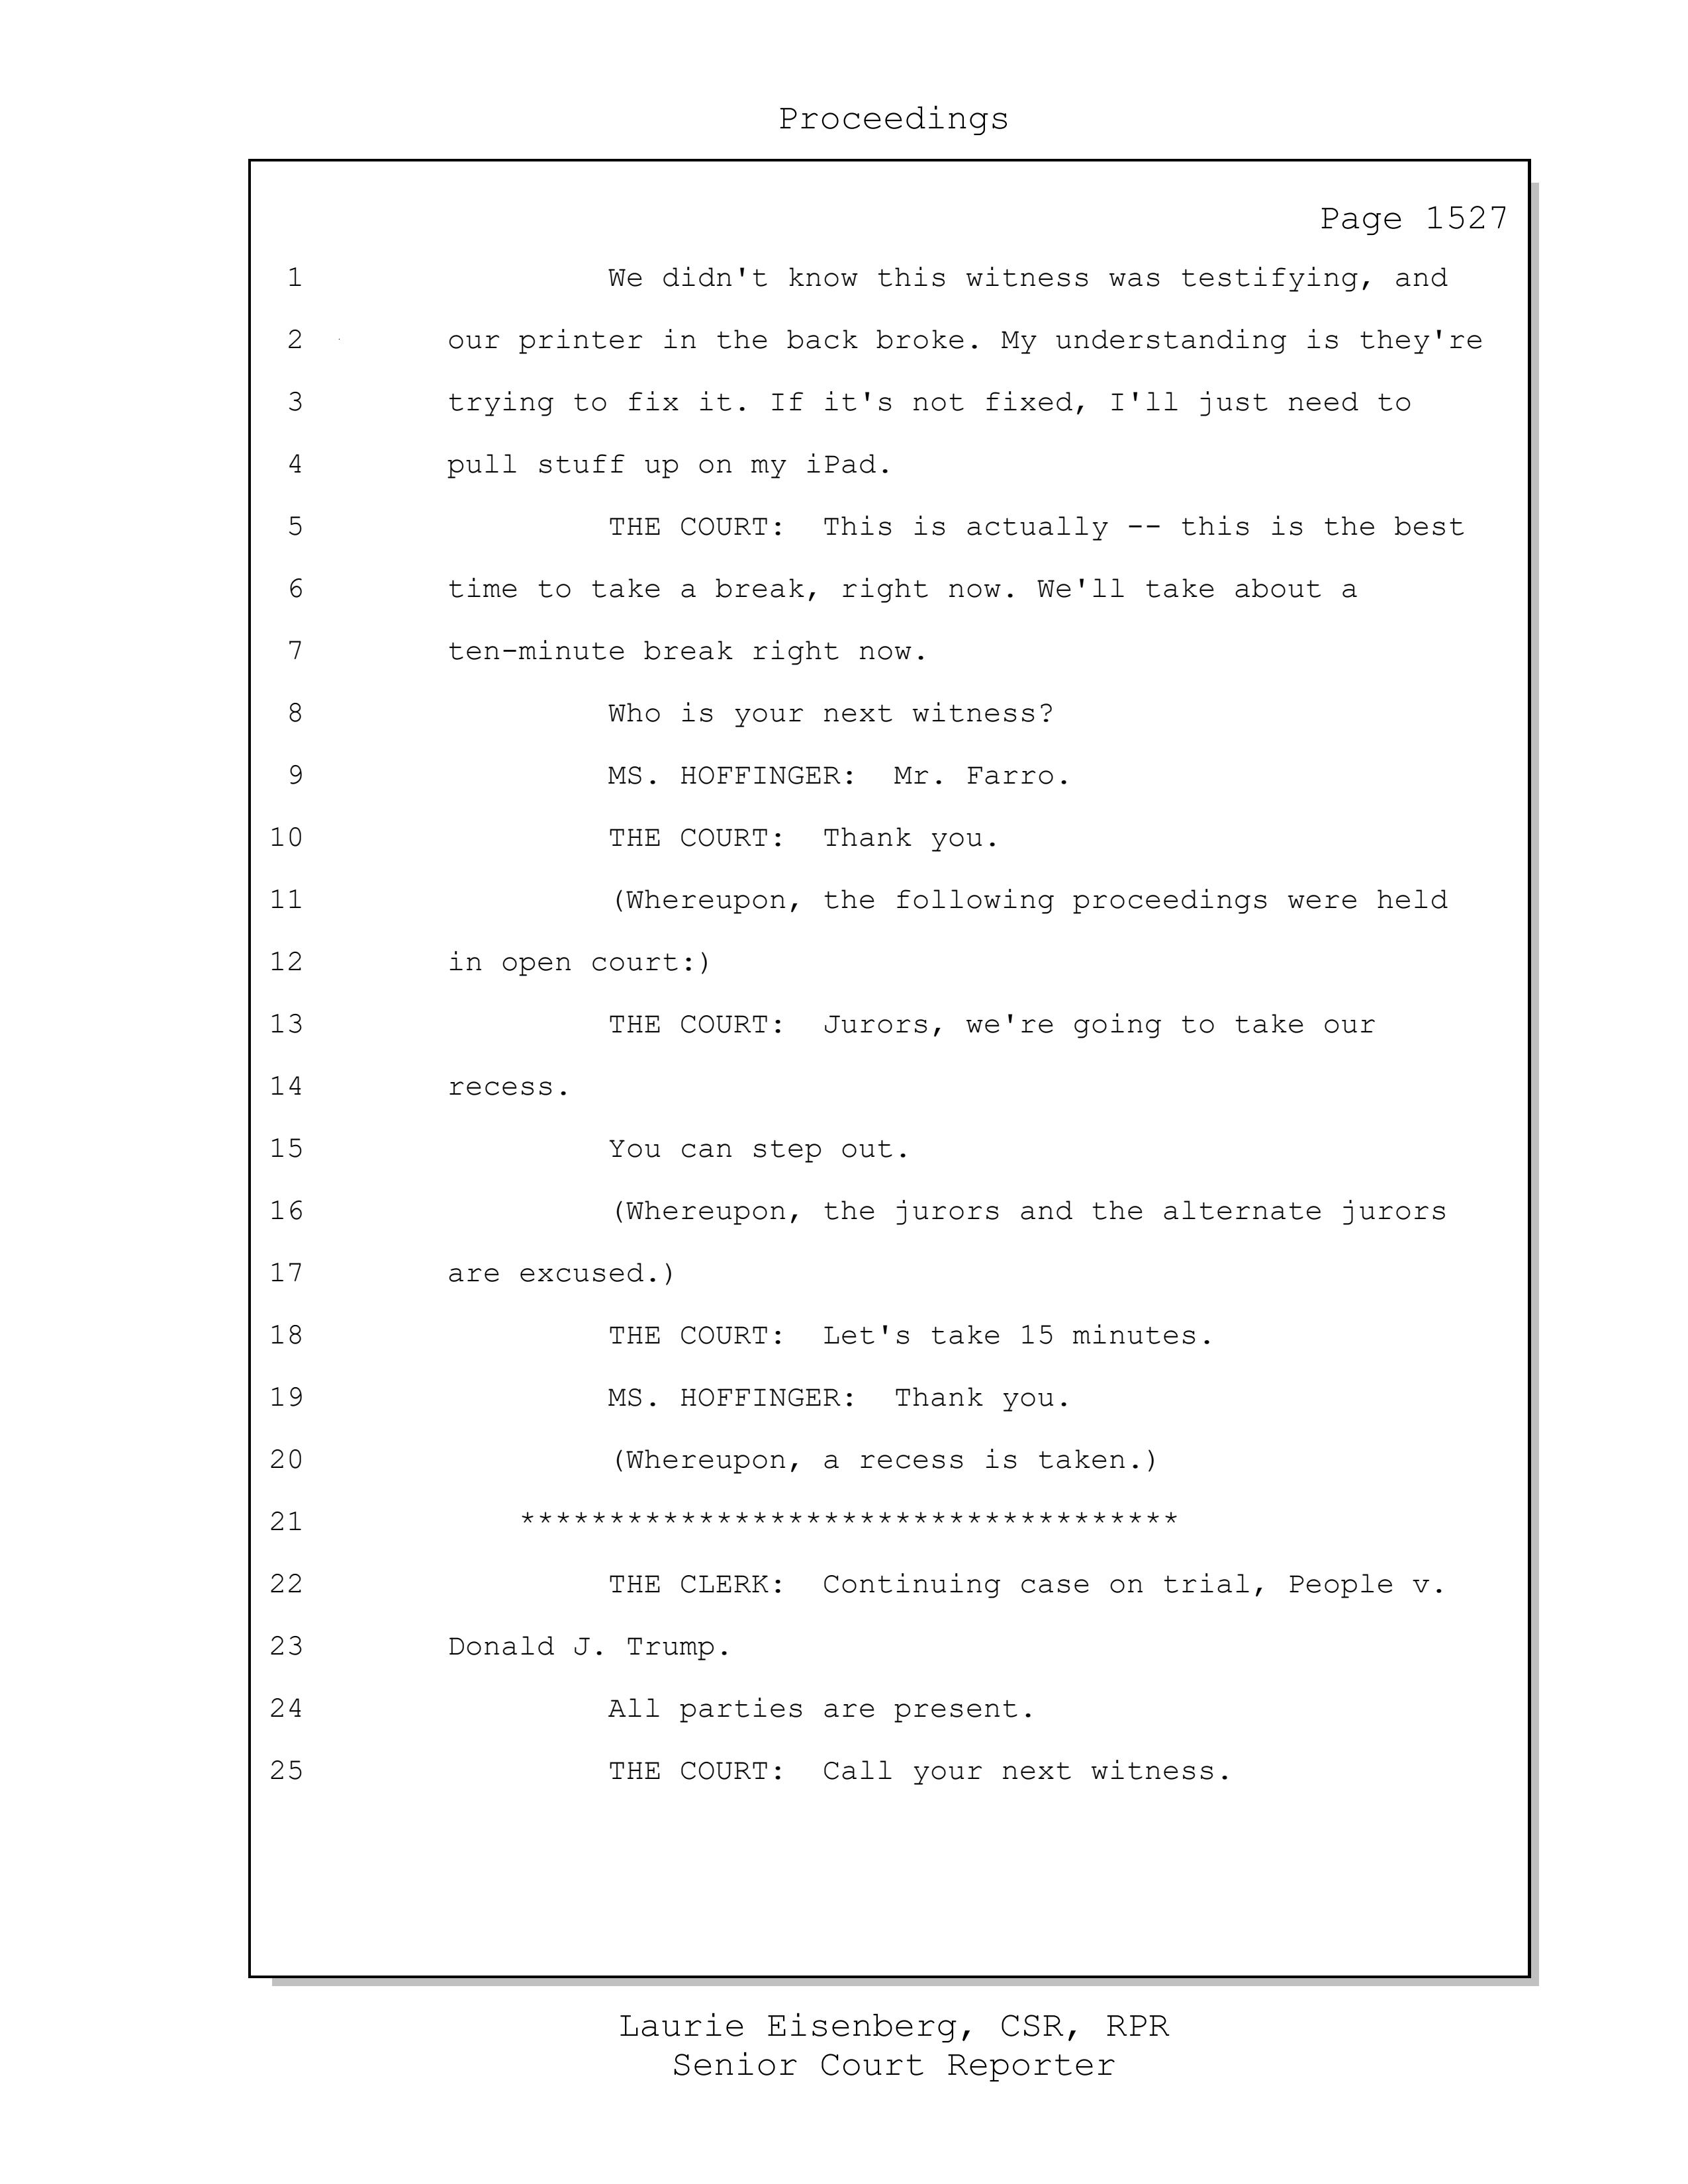 Proceedings
Page 1527
1 We didn't know this witness was testifying, and
2 our printer in the back broke. My understanding is they're
3 trying to fix it. If it's not fixed, I'll just need to
4 pull stuff up on my iPad.
5 THE COURT: This is actually -- this is the best
6 time to take a break, right now. We'll take about a
7 ten-minute break right now.
8 Who is your next witness?
9 MS. HOFFINGER: Mr. Farro.
10 THE COURT: Thank you.
11 (Whereupon, the following proceedings were held
12 in open court:)
13 THE COURT: Jurors, we're going to take our
14 recess.
15 You can step out.
16 (Whereupon, the jurors and the alternate jurors
17 are excused.)
18 THE COURT: Let's take 15 minutes.
19 MS. HOFFINGER: Thank you.
20 (Whereupon, a recess is taken.)
21 *************************************
22 THE CLERK: Continuing case on trial, People v.
23 Donald J. Trump.
24 All parties are present.
25 THE COURT: Call your next witness.
Laurie Eisenberg, CSR, RPR
Senior Court Reporter